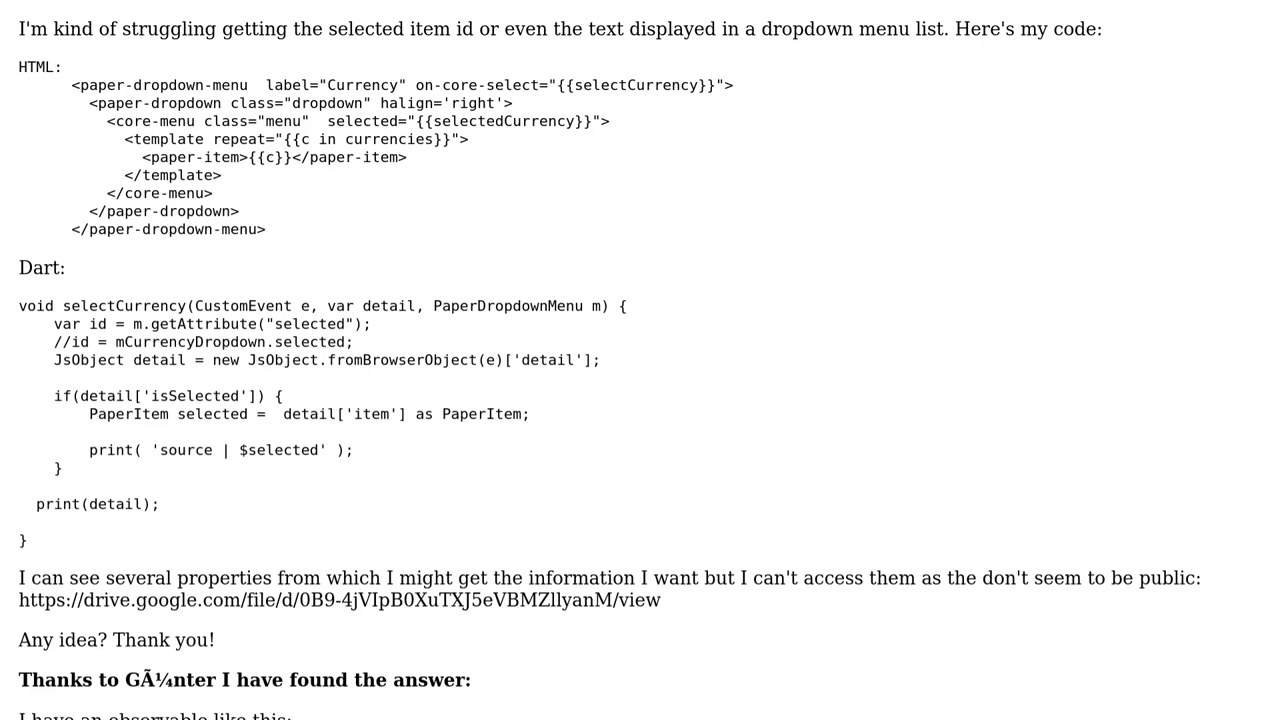 I'm kind of struggling getting the selected item id or even the text displayed in a dropdown menu list. Here's my code:
HTML:
      <paper-dropdown-menu  label="Currency" on-core-select="{{selectCurrency}}">
        <paper-dropdown class="dropdown" halign='right'>
          <core-menu class="menu"  selected="{{selectedCurrency}}">
            <template repeat="{{c in currencies}}">
              <paper-item>{{c}}</paper-item>
            </template>
          </core-menu>
        </paper-dropdown>
      </paper-dropdown-menu>
Dart:
void selectCurrency(CustomEvent e, var detail, PaperDropdownMenu m) {
    var id = m.getAttribute("selected");
    //id = mCurrencyDropdown.selected;
    JsObject detail = new JsObject.fromBrowserObject(e)['detail'];
    if(detail['isSelected']) {
        PaperItem selected =  detail['item'] as PaperItem;
        print( 'source | $selected' );
    }
  print(detail);
}
I can see several properties from which I might get the information I want but I can't access them as the don't seem to be public:
https://drive.google.com/file/d/0B9-4jVIpB0XuTXJ5eVBMZllyanM/view
Any idea? Thank you!
Thanks to GÃ¼nter I have found the answer:
I have an observable like this: